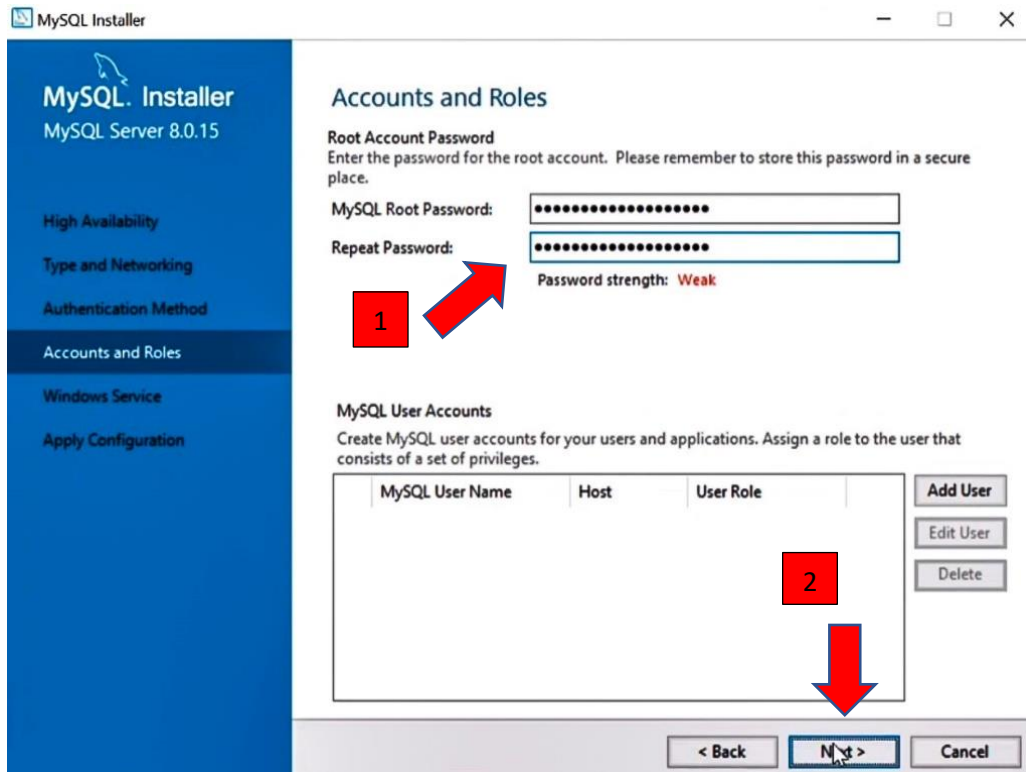 MySQL Installer
MySQL. Installer
MySQL Server 8.0.15
High Availability
Type and Networking
Authentication Method
Accounts and Roles
Windows Service
Apply Configuration
Accounts and Roles
Root Account Password
Enter the password for the root account. Please remember to store this password in a secure
place.
MySQL Root Password:
Repeat Password:
Password strength: Weak
1
MySQL User Accounts
Create MySQL user accounts for your users and applications. Assign a role to the user that
consists of a set of privileges.
MySQL User Name Host User Role
Add User
Edit User
Delete
2
< Back Next > Cancel